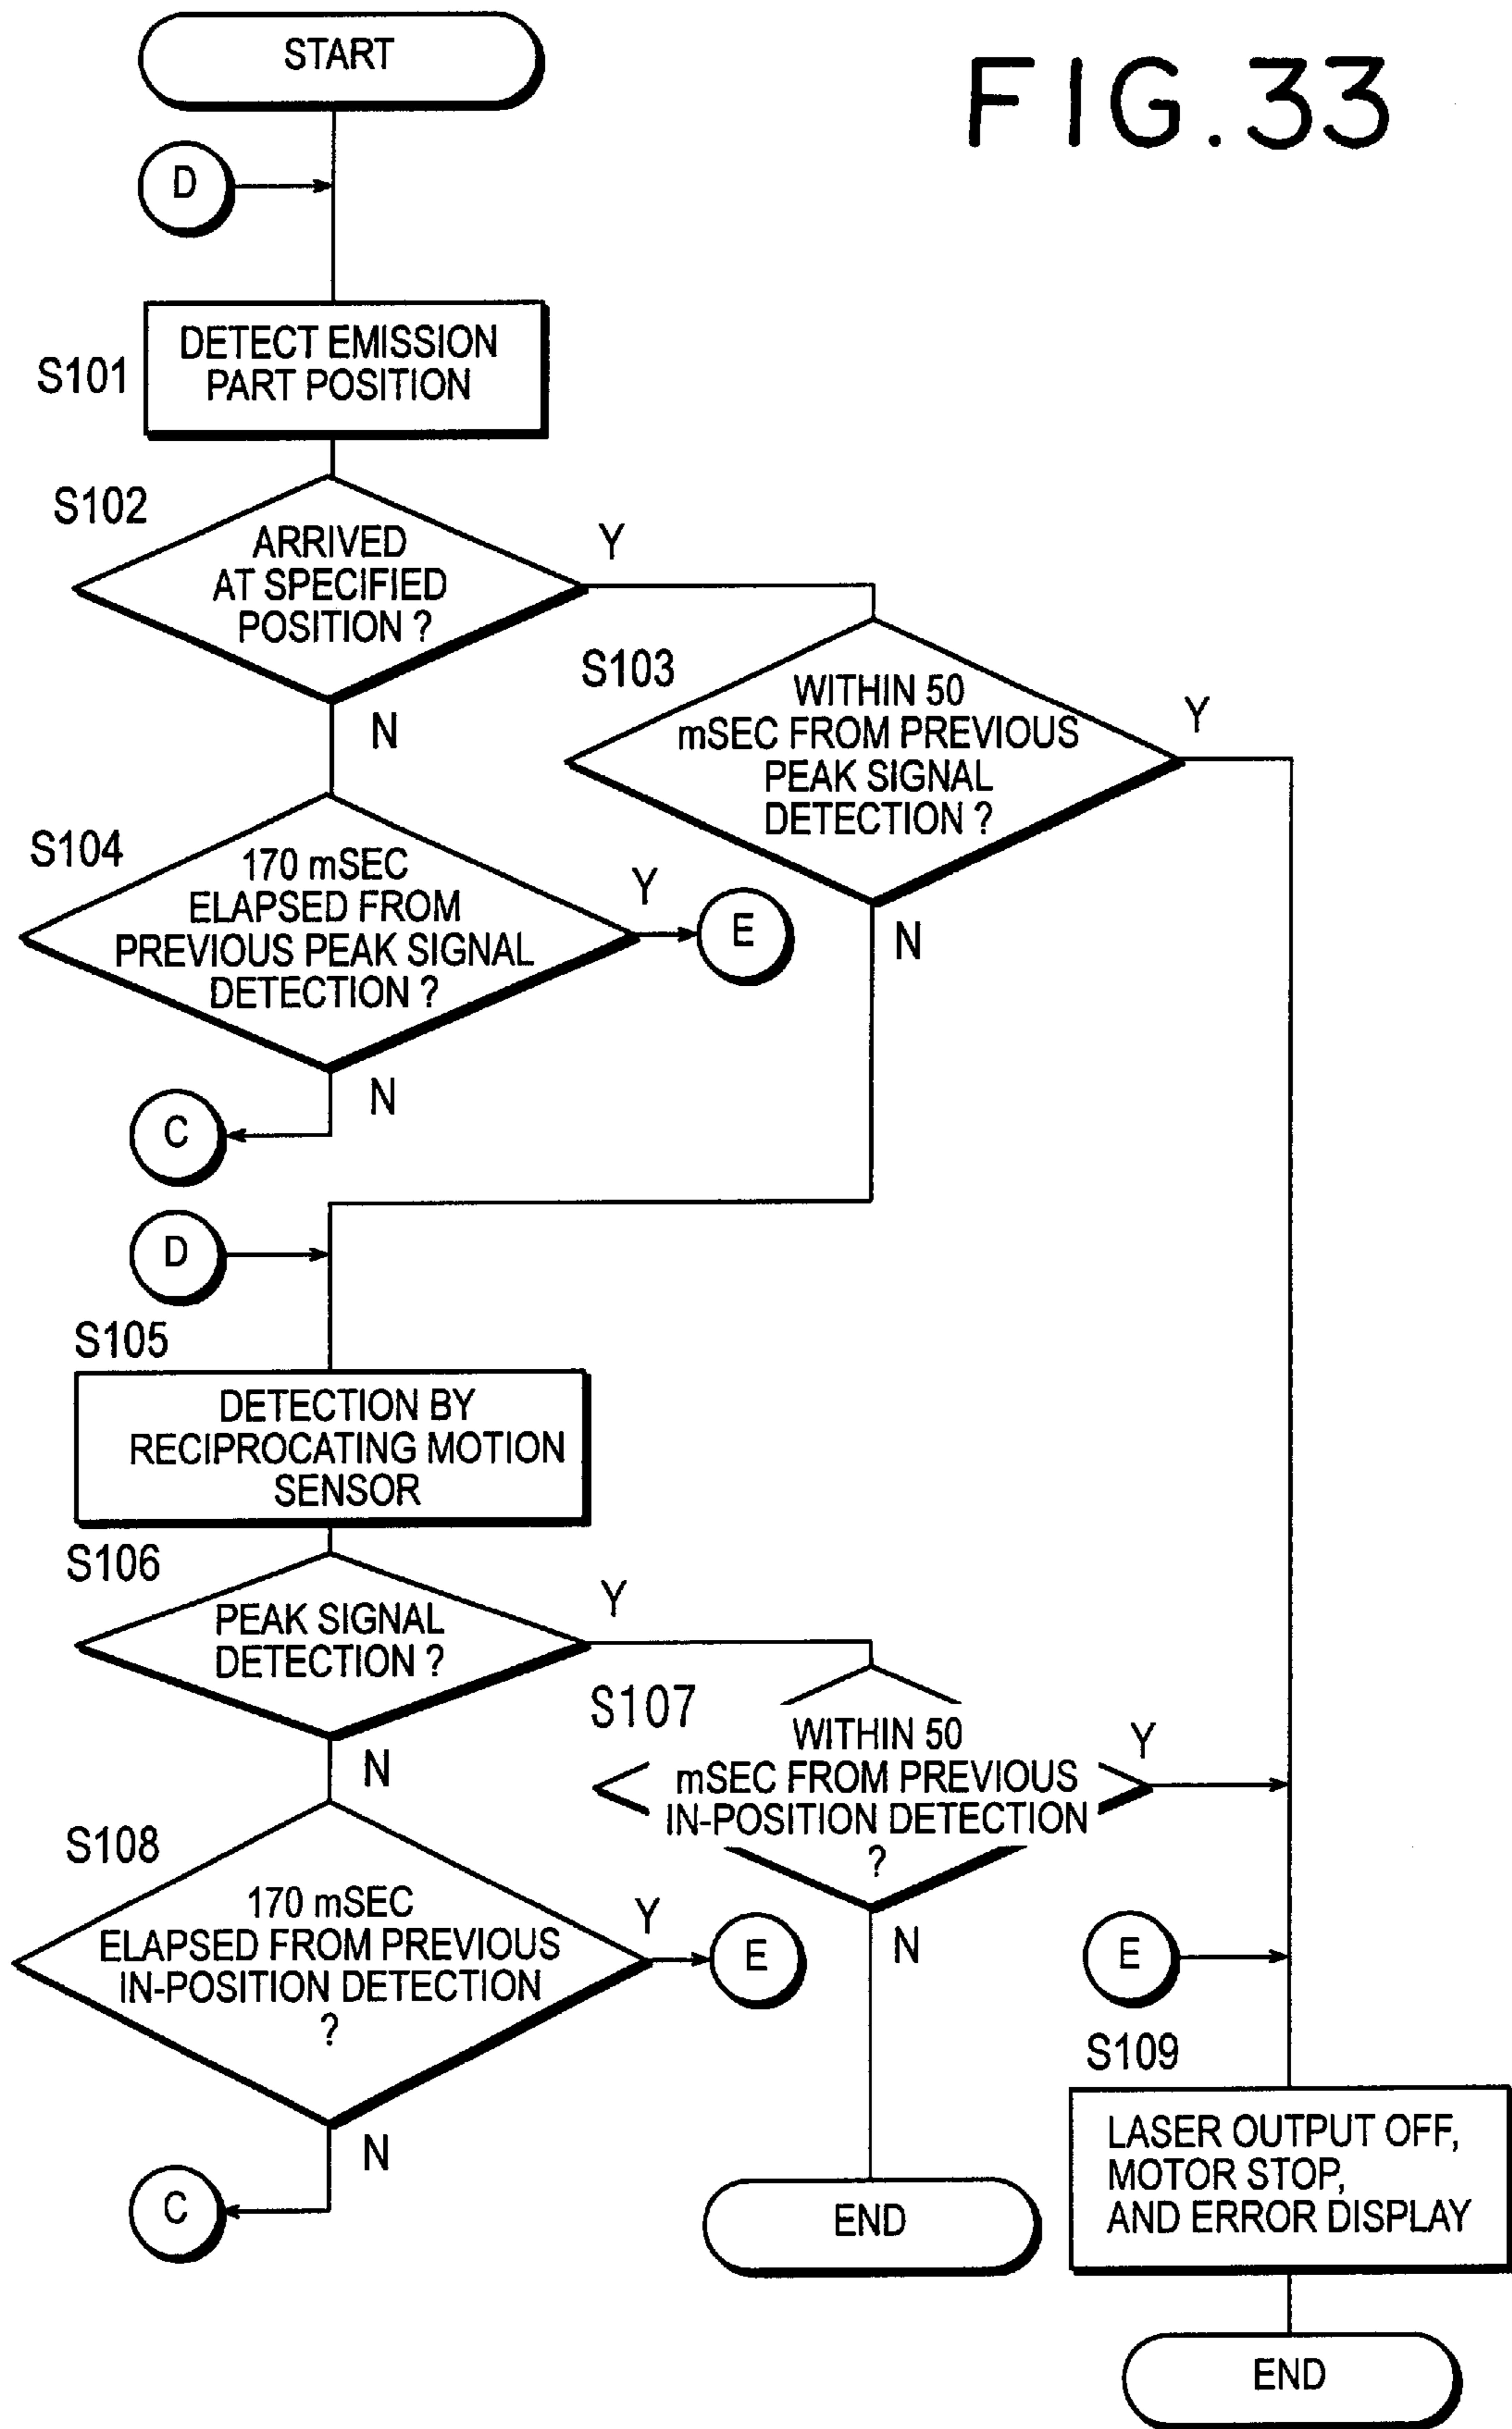 FIG.33
START
D
S101
DETECT EMISSION
PART POSITION
S102
ARRIVED
AT SPECIFIED
POSITION ?
Y
N
S103
WITHIN 50
mSEC FROM PREVIOUS
PEAK SIGNAL
DETECTION ?
Y
N
S104
170 mSEC
ELAPSED FROM
PREVIOUS PEAK SIGNAL
DETECTION ?
Y
E
N
C
D
S105
DETECTION BY
RECIPROCATING MOTION
SENSOR
S106
PEAK SIGNAL
DETECTION ?
Y
N
S107
WITHIN 50
mSEC FROM PREVIOUS
IN-POSITION DETECTION
?
Y
N
S108
170 mSEC
ELAPSED FROM PREVIOUS
IN-POSITION DETECTION
?
Y
E
N
C
END
E
S109
LASER OUTPUT OFF,
MOTOR STOP,
AND ERROR DISPLAY
END